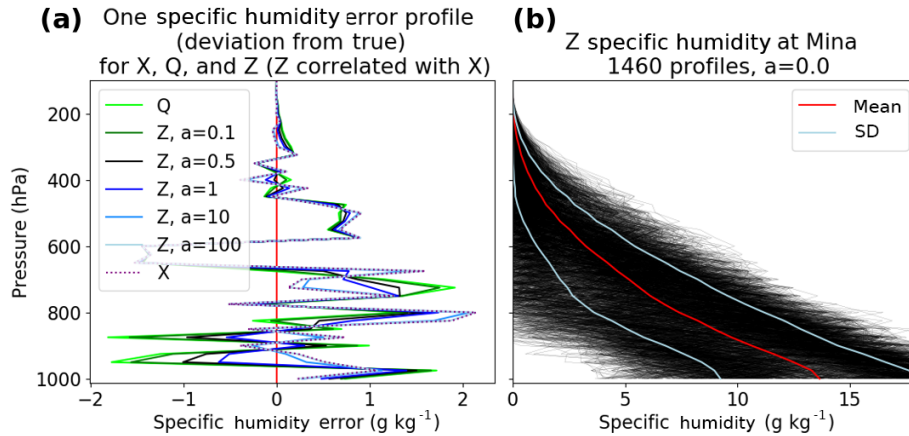 (a)
One specific humidity error profile
(deviation from true)
for X, Q, and Z (Z correlated with X)
Q
Z, a=0.1
Z, a=0.5
Z, a=1
Z, a=10
Z, a=100
X
200
400
600
800
1000
Pressure (hPa)
−2
−1
0
1
2
Specific humidity error (g kg⁻¹)
(b)
Z specific humidity at Mina
1460 profiles, a=0.0
Mean
SD
0
5
10
15
Specific humidity (g kg⁻¹)